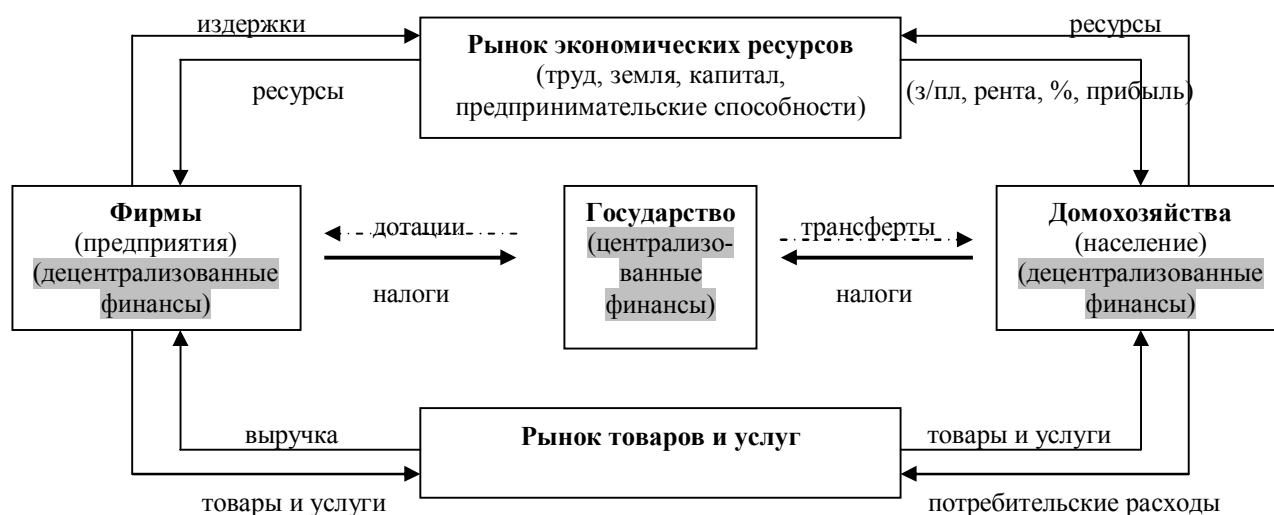 издержки
Рынок экономических ресурсов
(труд, земля, капитал,
предпринимательские способности)
ресурсы
ресурсы
(з/пл, рента, %, прибыль)
Фирмы
(предприятия)
(децентрализованные
финансы)
дотации
налоги
Государство
(централизо-
ванные
финансы)
трансферты
налоги
Домохозяйства
(население)
(децентрализованные
финансы)
выручка
товары и услуги
Рынок товаров и услуг
товары и услуги
потребительские расходы